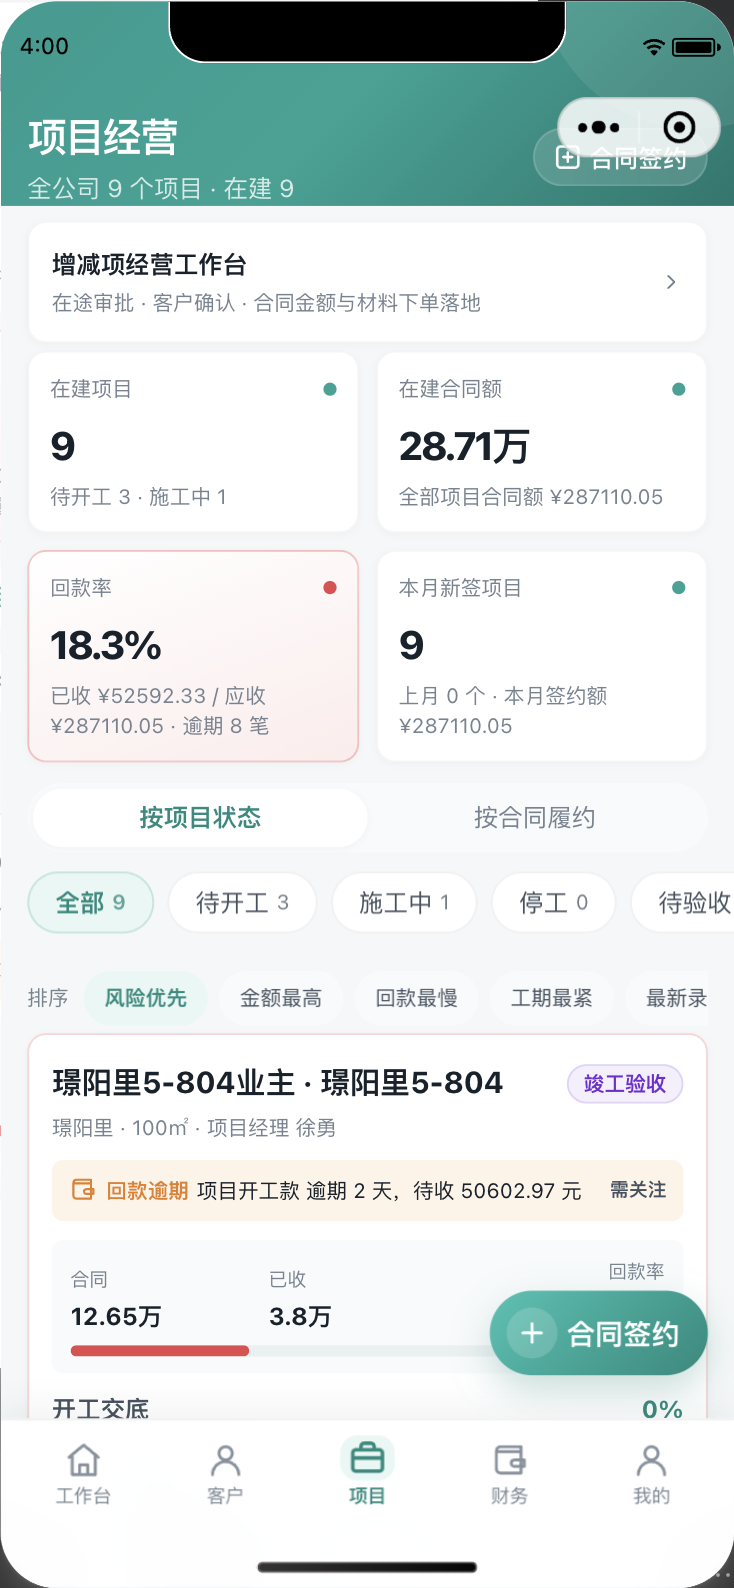 4:00
项目经营
合同签约
全公司 9 个项目 · 在建 9
增减项经营工作台
在途审批 · 客户确认 · 合同金额与材料下单落地
在建项目
9
待开工 3 · 施工中 1
在建合同额
28.71万
全部项目合同额 ¥287110.05
回款率
18.3%
已收 ¥52592.33 / 应收
¥287110.05 · 逾期 8 笔
本月新签项目
9
上月 0 个 · 本月签约额
¥287110.05
按项目状态
按合同履约
全部 9
待开工 3
施工中 1
停工 0
待验收
排序
风险优先
金额最高
回款最慢
工期最紧
最新录
璟阳里5-804业主 · 璟阳里5-804
竣工验收
璟阳里 · 100㎡ · 项目经理 徐勇
回款逾期 项目开工款 逾期 2 天，待收 50602.97 元 需关注
合同
12.65万
已收
3.8万
回款率
合同签约
开工交底
0%
工作台
客户
项目
财务
我的